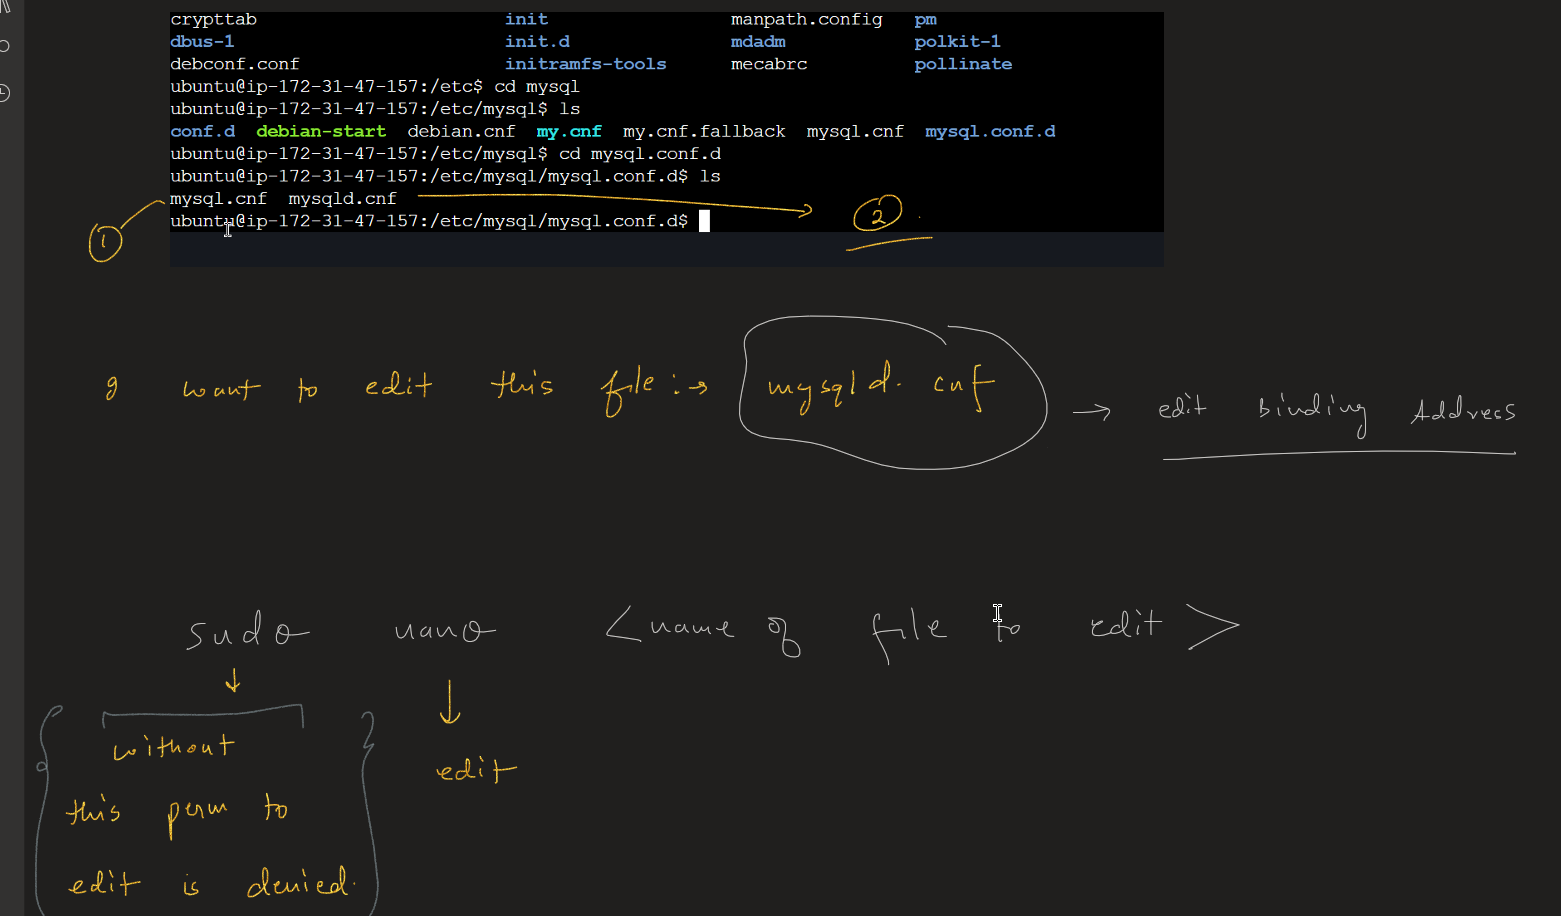 crypttab init manpath.config pm
dbus-1 init.d mdadm polkit-1
debconf.conf initramfs-tools mecabrc pollinate
ubuntu@ip-172-31-47-157:/etc$ cd mysql
ubuntu@ip-172-31-47-157:/etc/mysql$ ls
conf.d debian-start debian.cnf my.cnf my.cnf.fallback mysql.cnf mysql.conf.d
ubuntu@ip-172-31-47-157:/etc/mysql$ cd mysql.conf.d
ubuntu@ip-172-31-47-157:/etc/mysql/mysql.conf.d$ ls
mysql.cnf mysqld.cnf
ubuntu@ip-172-31-47-157:/etc/mysql/mysql.conf.d$
1
2
I want to edit this file :→ mysqld.cnf → edit Binding Address
sudo nano <name of file to edit>
↓ ↓
without
edit
this perm to
edit is denied.